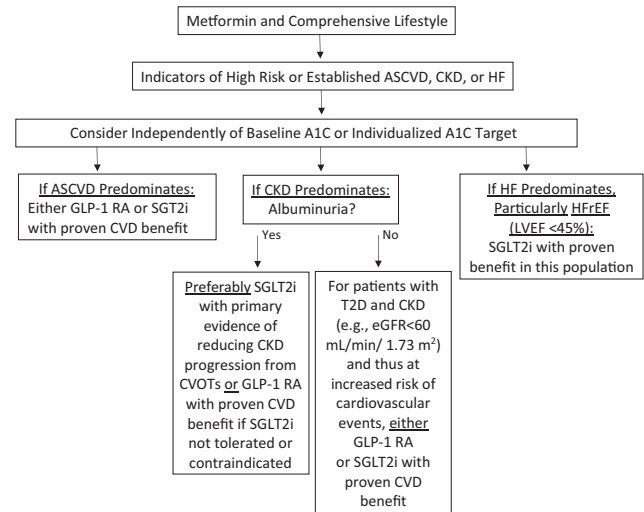 Metformin and Comprehensive Lifestyle
Indicators of High Risk or Established ASCVD, CKD, or HF
Consider Independently of Baseline A1C or Individualized A1C Target
If ASCVD Predominates:
Either GLP-1 RA or SGT2i
with proven CVD benefit
If CKD Predominates:
Albuminuria?
If HF Predominates,
Particularly HFrEF
(LVEF <45%):
SGLT2i with proven
benefit in this population
Yes
No
Preferably SGLT2i
with primary
evidence of
reducing CKD
progression from
CVOTs or GLP-1 RA
with proven CVD
benefit if SGLT2i
not tolerated or
contraindicated
For patients with
T2D and CKD
(e.g., eGFR<60
mL/min/ 1.73 m²)
and thus at
increased risk of
cardiovascular
events, either
GLP-1 RA
or SGLT2i with
proven CVD
benefit